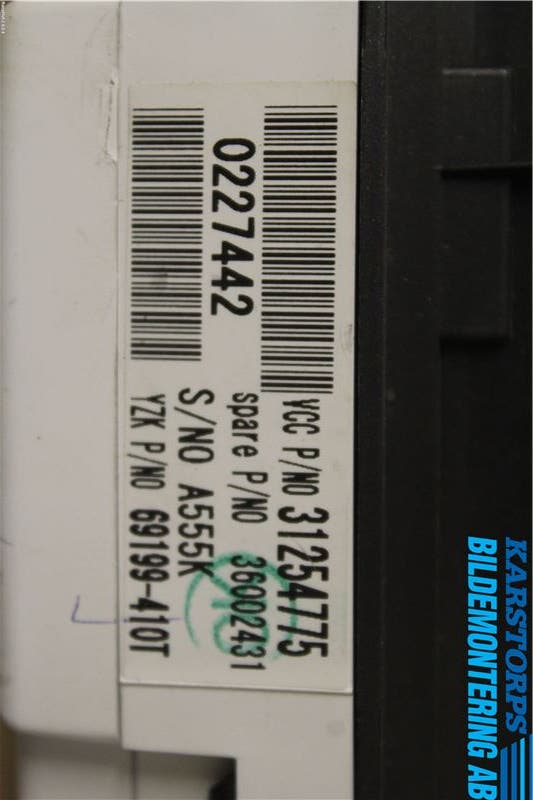 VCC P/NO 31254775
spare P/NO 36002431
0227442
S/NO A555K
YZK P/NO 69199-410T
KARSTORPS
BILDEMONTERING AB